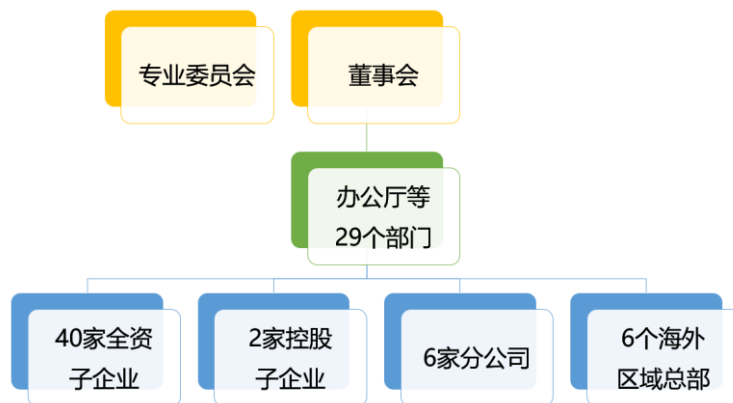 专业委员会
董事会
办公厅等
29个部门
40家全资
子企业
2家控股
子企业
6家分公司
6个海外
区域总部